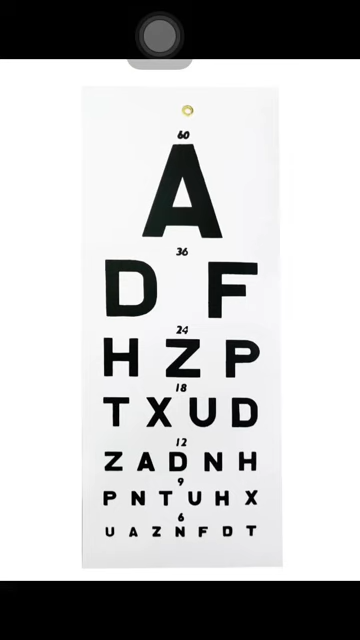 60
A
36
D F
24
H Z P
18
T X U D
12
Z A D N H
9
P N T U H X
6
U A Z N F D T